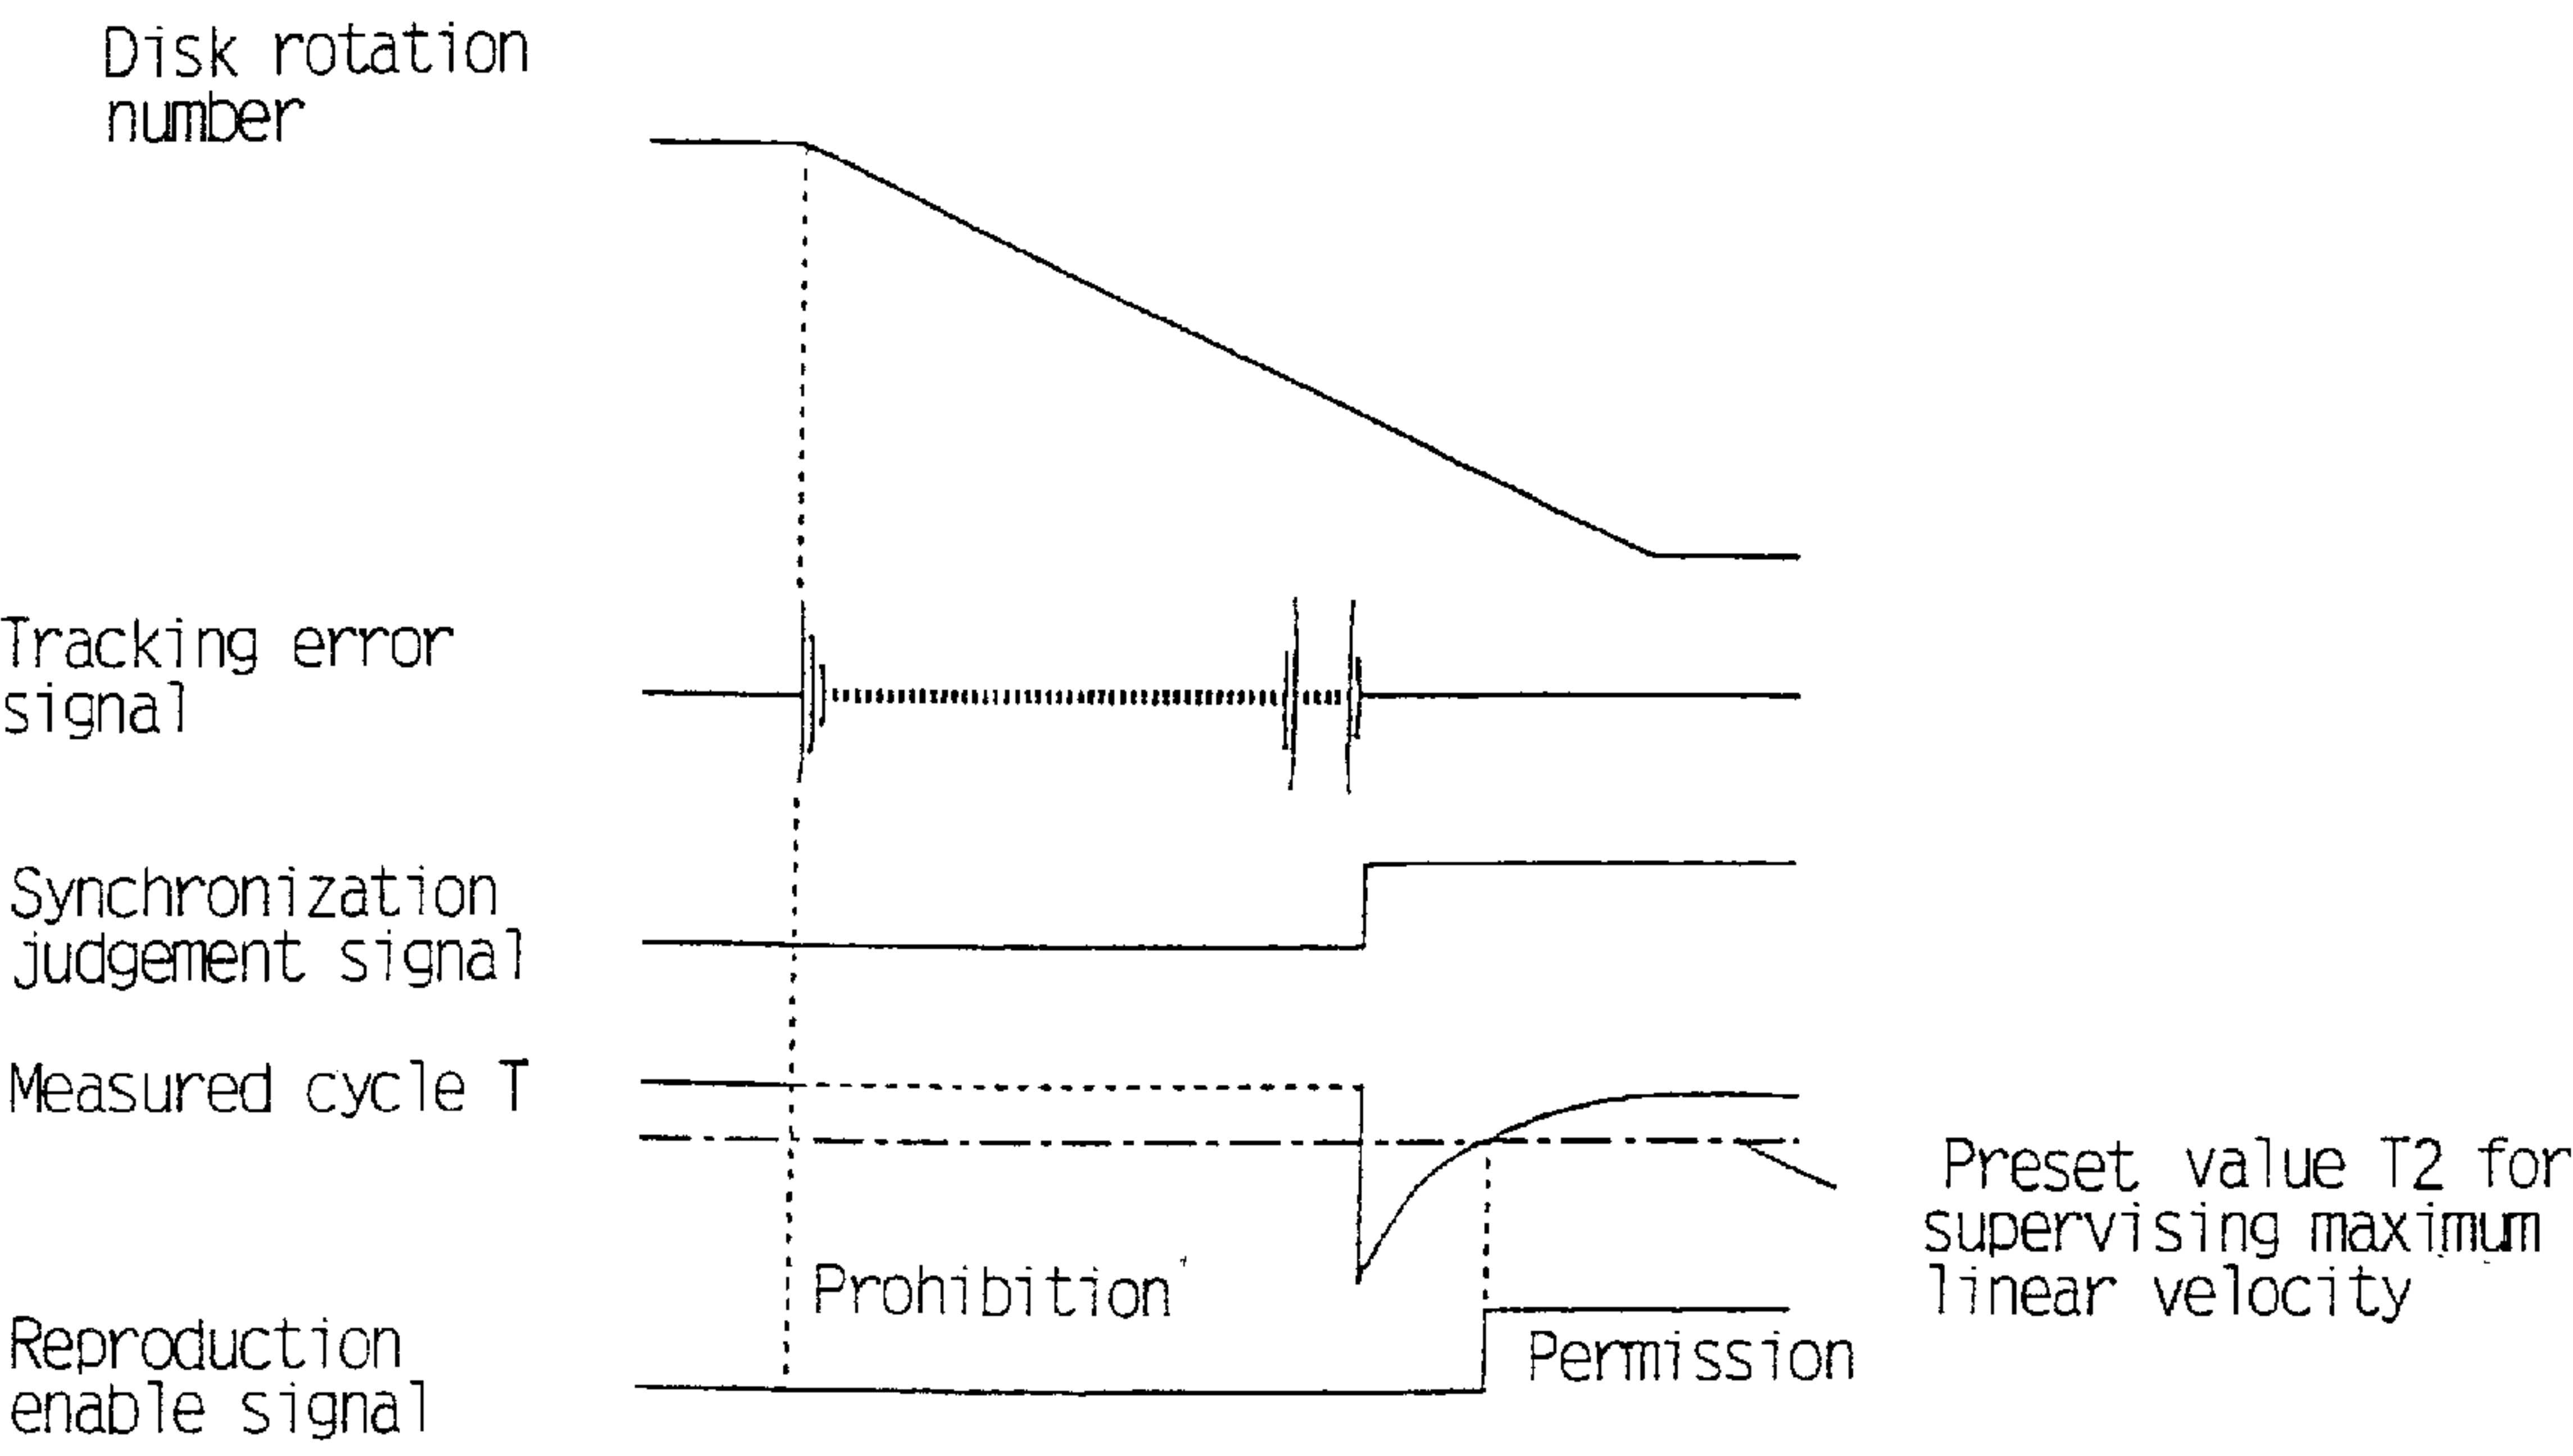 Disk rotation
number
Tracking error
signal
Synchronization
judgement signal
Measured cycle T
Preset value T2 for
supervising maximum
linear velocity
Prohibition
Reproduction
enable signal
Permission